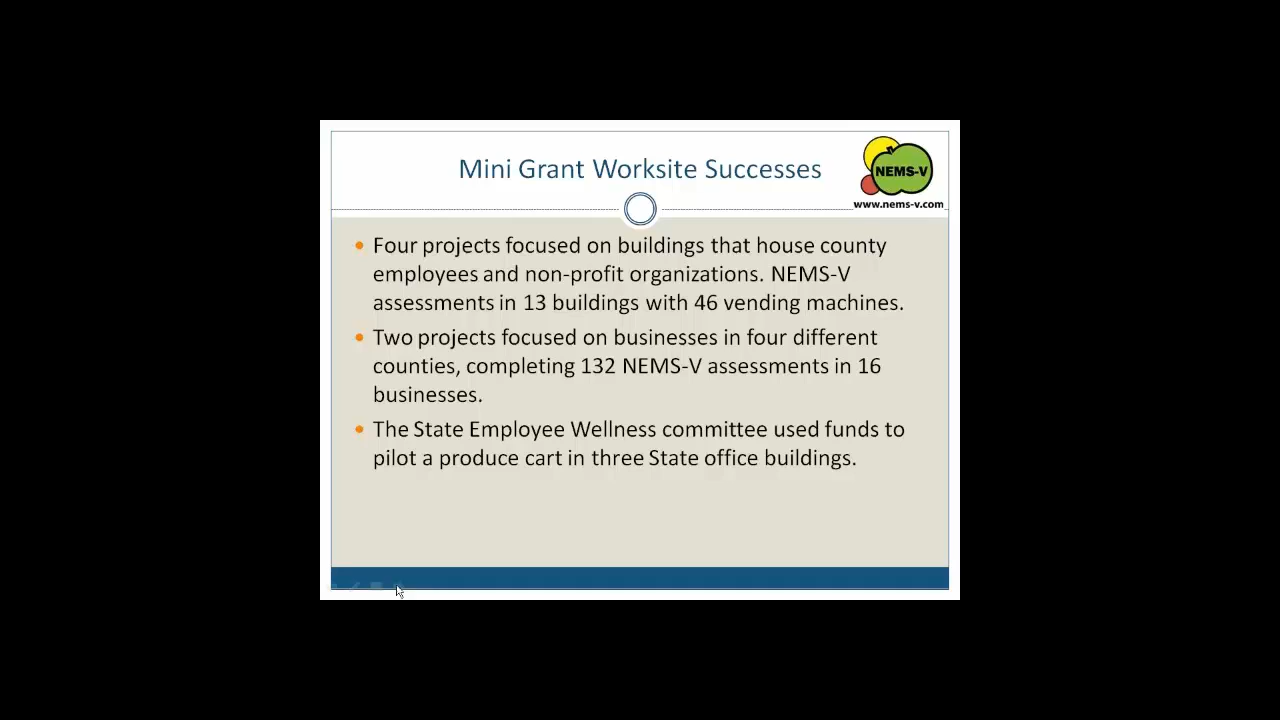 Mini Grant Worksite Successes
NEMS-V
www.nems-v.com
• Four projects focused on buildings that house county
employees and non-profit organizations. NEMS-V
assessments in 13 buildings with 46 vending machines.
• Two projects focused on businesses in four different
counties, completing 132 NEMS-V assessments in 16
businesses.
• The State Employee Wellness committee used funds to
pilot a produce cart in three State office buildings.